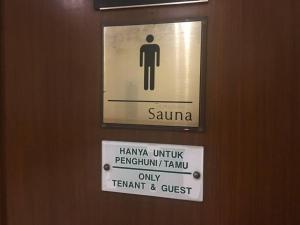 Sauna
HANYA UNTUK
PENGHUNI/TAMU
ONLY
TENANT & GUEST